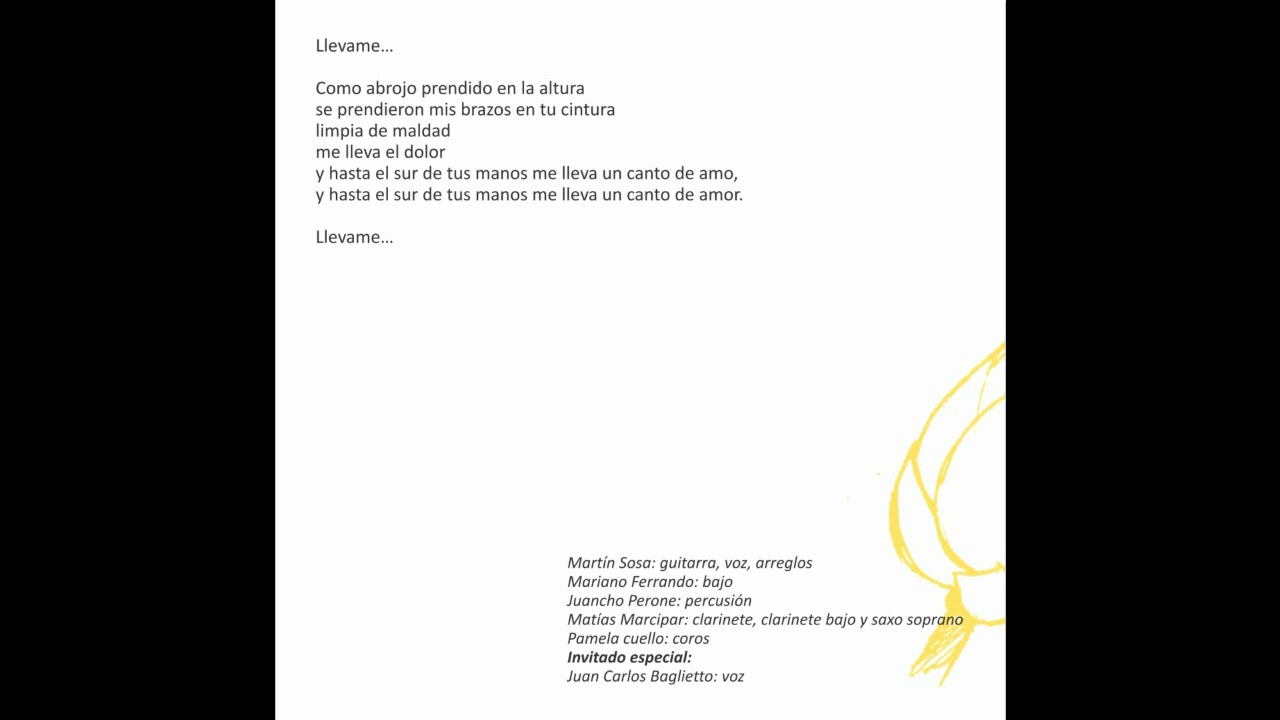 Llevame...
Como abrojo prendido en la altura
se prendieron mis brazos en tu cintura
limpia de maldad
me lleva el dolor
y hasta el sur de tus manos me lleva un canto de amo,
y hasta el sur de tus manos me lleva un canto de amor.
Llevame...
Martín Sosa: guitarra, voz, arreglos
Mariano Ferrando: bajo
Juancho Perone: percusión
Matías Marcipar: clarinete, clarinete bajo y saxo soprano
Pamela cuello: coros
Invitado especial:
Juan Carlos Baglietto: voz